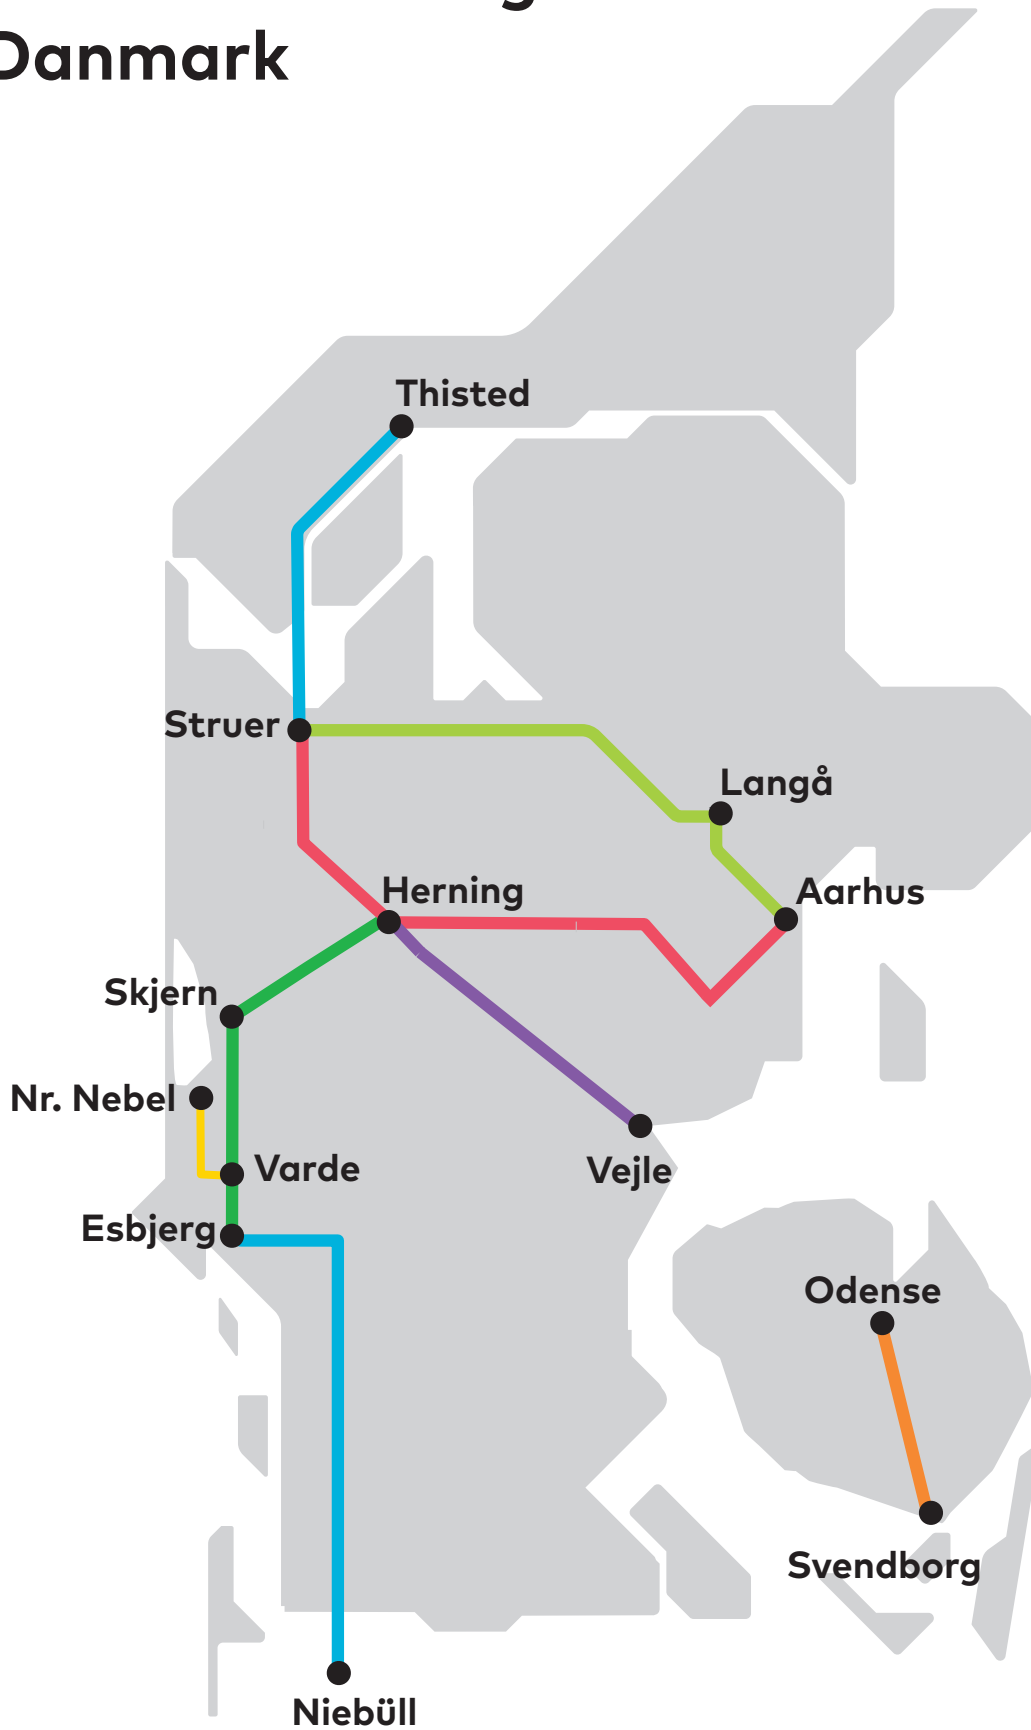 Danmark
Thisted
Struer
Langå
Herning
Aarhus
Skjern
Nr. Nebel
Varde
Vejle
Esbjerg
Odense
Svendborg
Niebüll